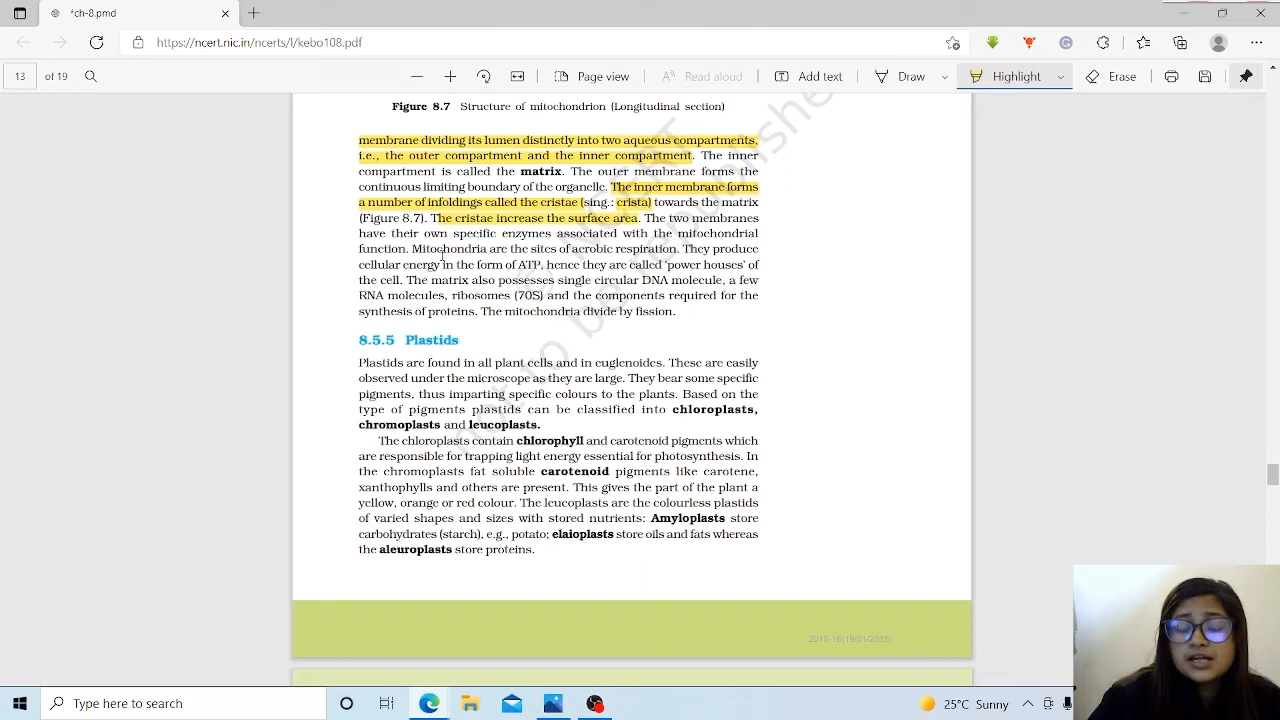 *ch-8.pmd
https://ncert.nic.in/ncerts/l/kebo108.pdf
13 of 19
Page view
Read aloud
Add text
Draw
Highlight
Erase
Figure 8.7 Structure of mitochondrion (Longitudinal section)
membrane dividing its lumen distinctly into two aqueous compartments,
i.e., the outer compartment and the inner compartment. The inner
compartment is called the matrix. The outer membrane forms the
continuous limiting boundary of the organelle. The inner membrane forms
a number of infoldings called the cristae (sing.: crista) towards the matrix
(Figure 8.7). The cristae increase the surface area. The two membranes
have their own specific enzymes associated with the mitochondrial
function. Mitochondria are the sites of aerobic respiration. They produce
cellular energy in the form of ATP, hence they are called 'power houses' of
the cell. The matrix also possesses single circular DNA molecule, a few
RNA molecules, ribosomes (70S) and the components required for the
synthesis of proteins. The mitochondria divide by fission.
8.5.5 Plastids
Plastids are found in all plant cells and in euglenoides. These are easily
observed under the microscope as they are large. They bear some specific
pigments, thus imparting specific colours to the plants. Based on the
type of pigments plastids can be classified into chloroplasts,
chromoplasts and leucoplasts.
The chloroplasts contain chlorophyll and carotenoid pigments which
are responsible for trapping light energy essential for photosynthesis. In
the chromoplasts fat soluble carotenoid pigments like carotene,
xanthophylls and others are present. This gives the part of the plant a
yellow, orange or red colour. The leucoplasts are the colourless plastids
of varied shapes and sizes with stored nutrients: Amyloplasts store
carbohydrates (starch), e.g., potato; elaioplasts store oils and fats whereas
the aleuroplasts store proteins.
© NCERT
not to be republishe
2015-16(19/01/2015)
Type here to search
25°C Sunny